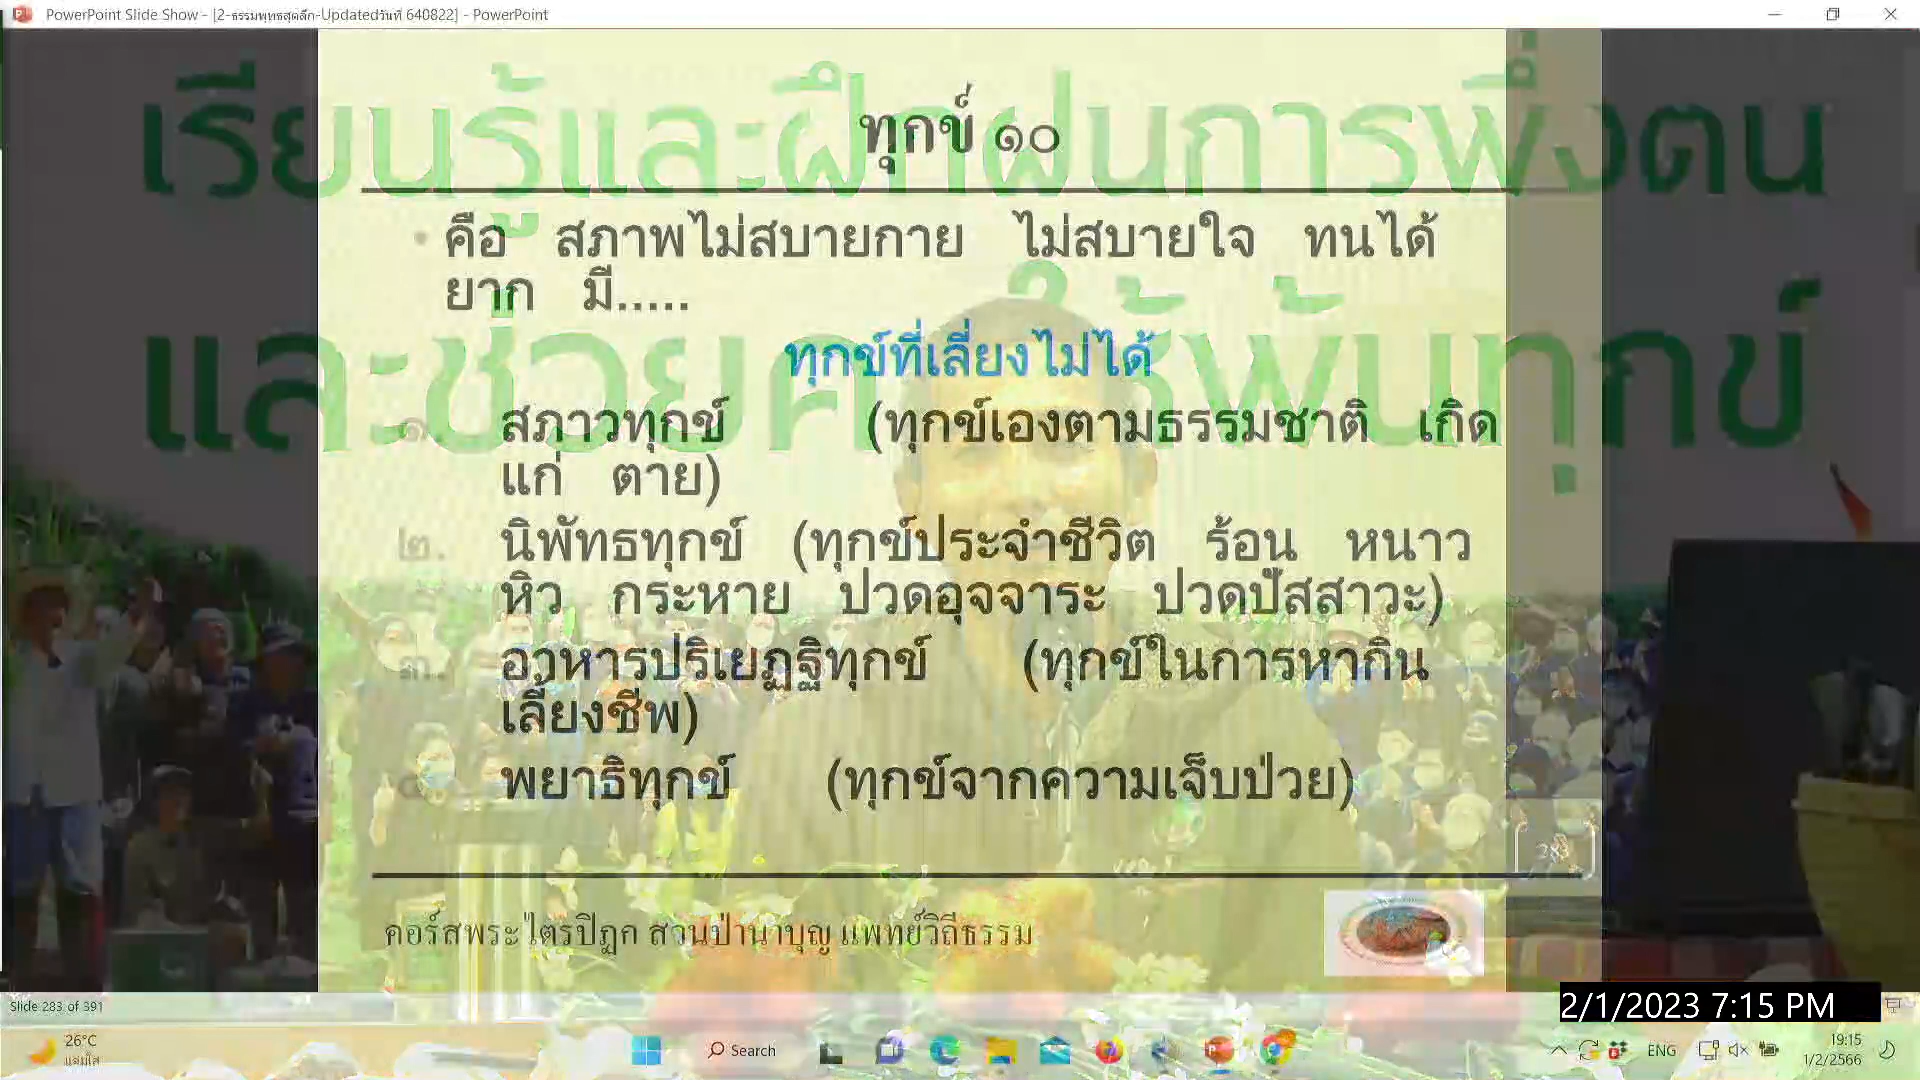 PowerPoint Slide Show - [2-ธรรมพุทธสุดลึก-Updatedวันที่ 640822] - PowerPoint
เรียนรู้และฝึกฝนการพึ่งตน
ทุกข์ ๑๐
• คือ สภาพไม่สบายกาย ไม่สบายใจ ทนได้
ยาก มี.....
และช่วยคนให้พ้นทุกข์
ทุกข์ที่เลี่ยงไม่ได้
๑. สภาวทุกข์ (ทุกข์เองตามธรรมชาติ เกิด
แก่ ตาย)
๒. นิพัทธทุกข์ (ทุกข์ประจำชีวิต ร้อน หนาว
หิว กระหาย ปวดอุจจาระ ปวดปัสสาวะ)
๓. อาหารปริเยฏฐิทุกข์ (ทุกข์ในการหากิน
เลี้ยงชีพ)
๔. พยาธิทุกข์ (ทุกข์จากความเจ็บป่วย)
283
คอร์สพระไตรปิฎก สวนป่านาบุญ แพทย์วิถีธรรม
Slide 283 of 391
2/1/2023 7:15 PM
26°C
แจ่มใส
Search
ENG
19:15
1/2/2566